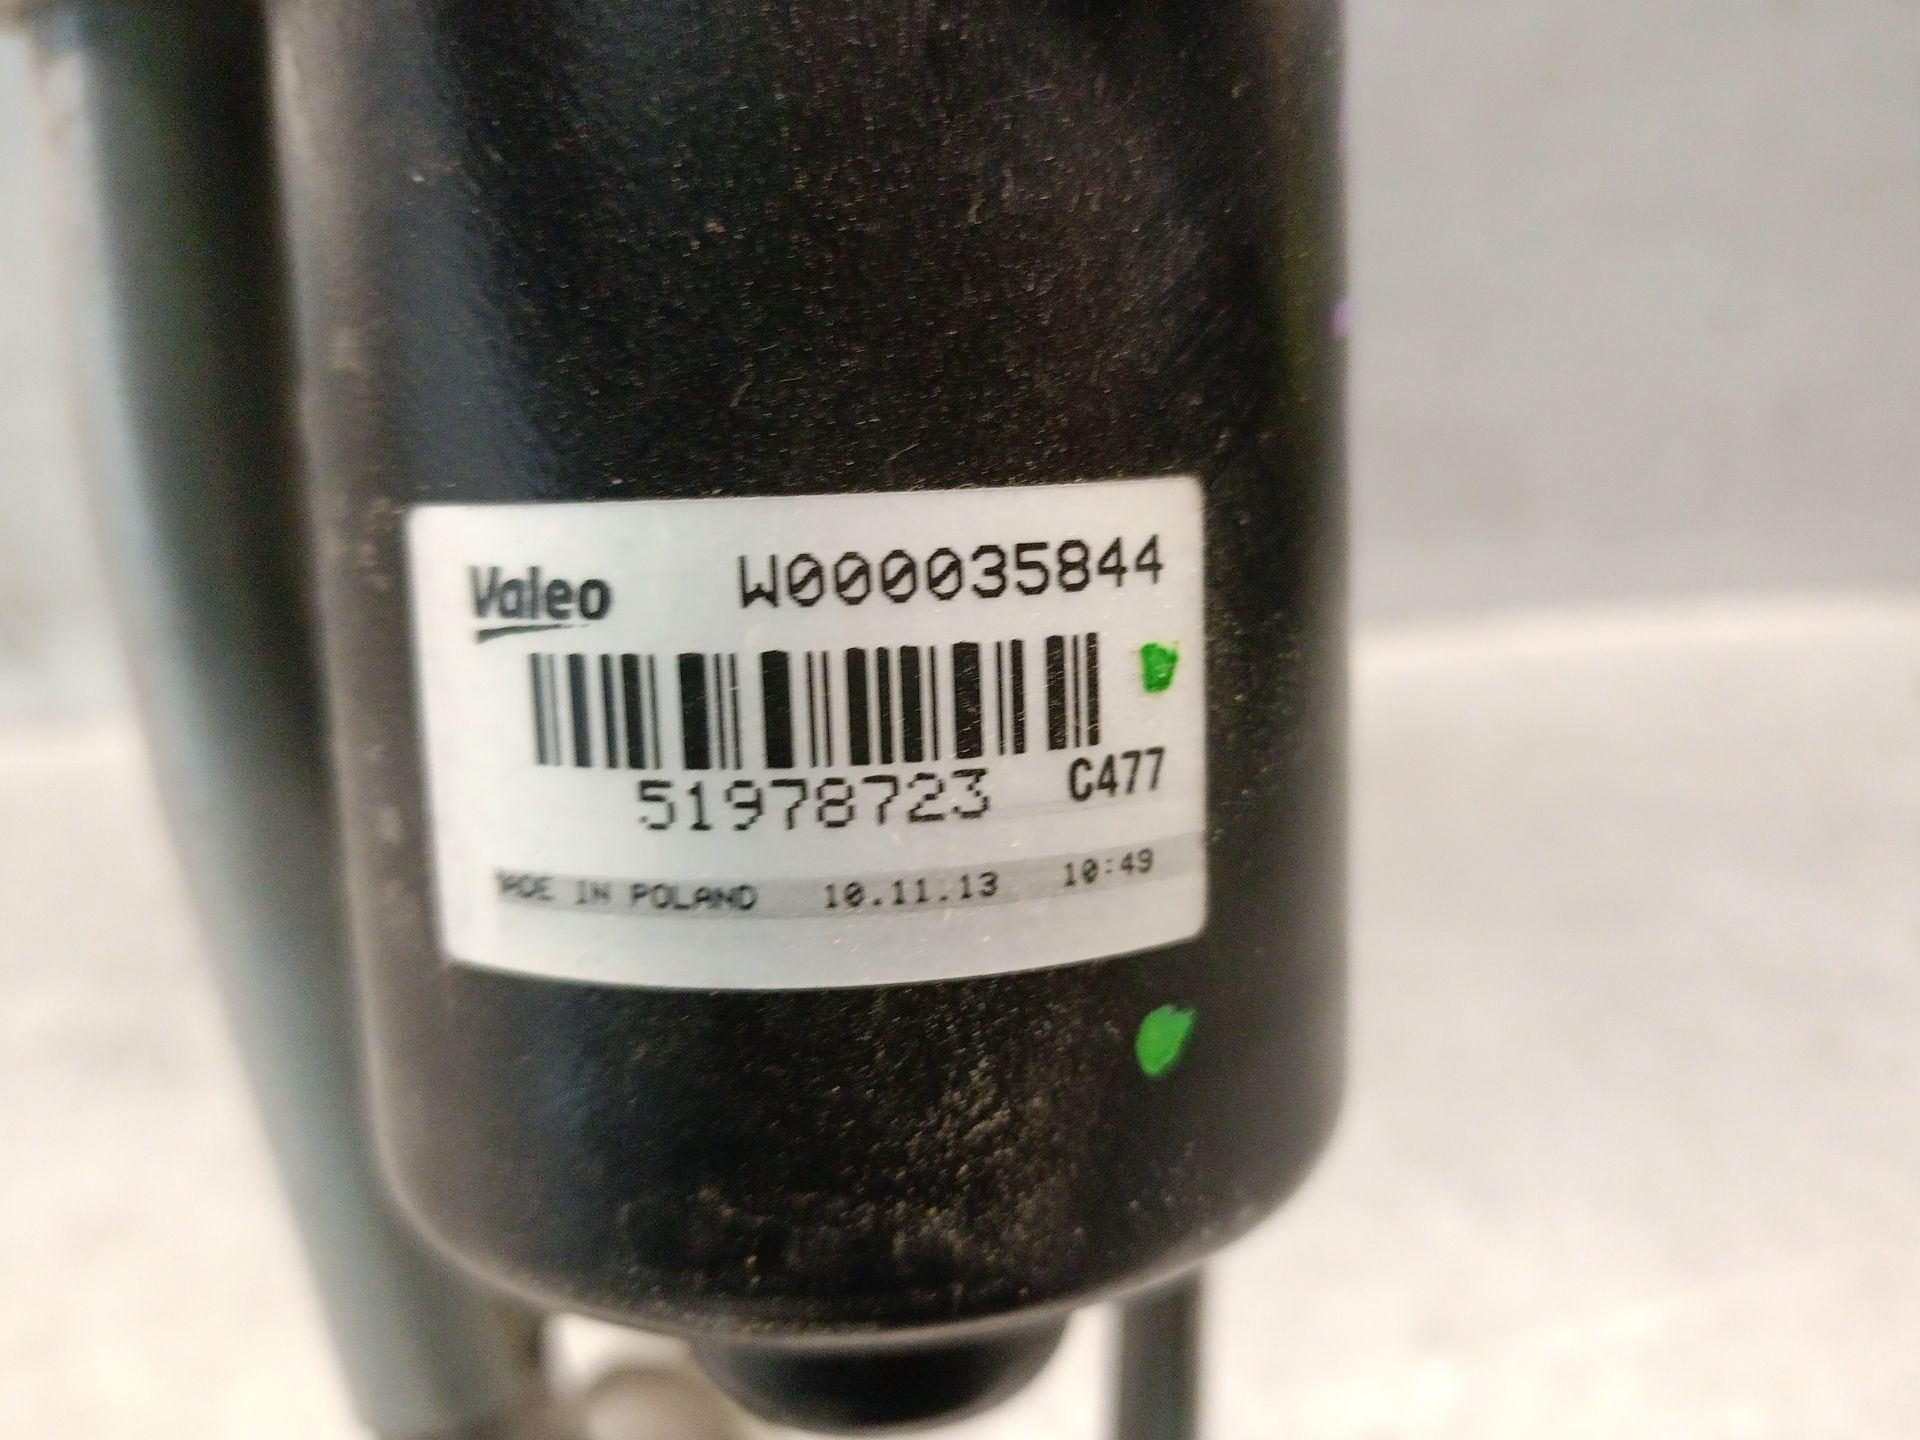 Valeo W000035844
51978723 C477
MADE IN POLAND 10.11.13 10:49